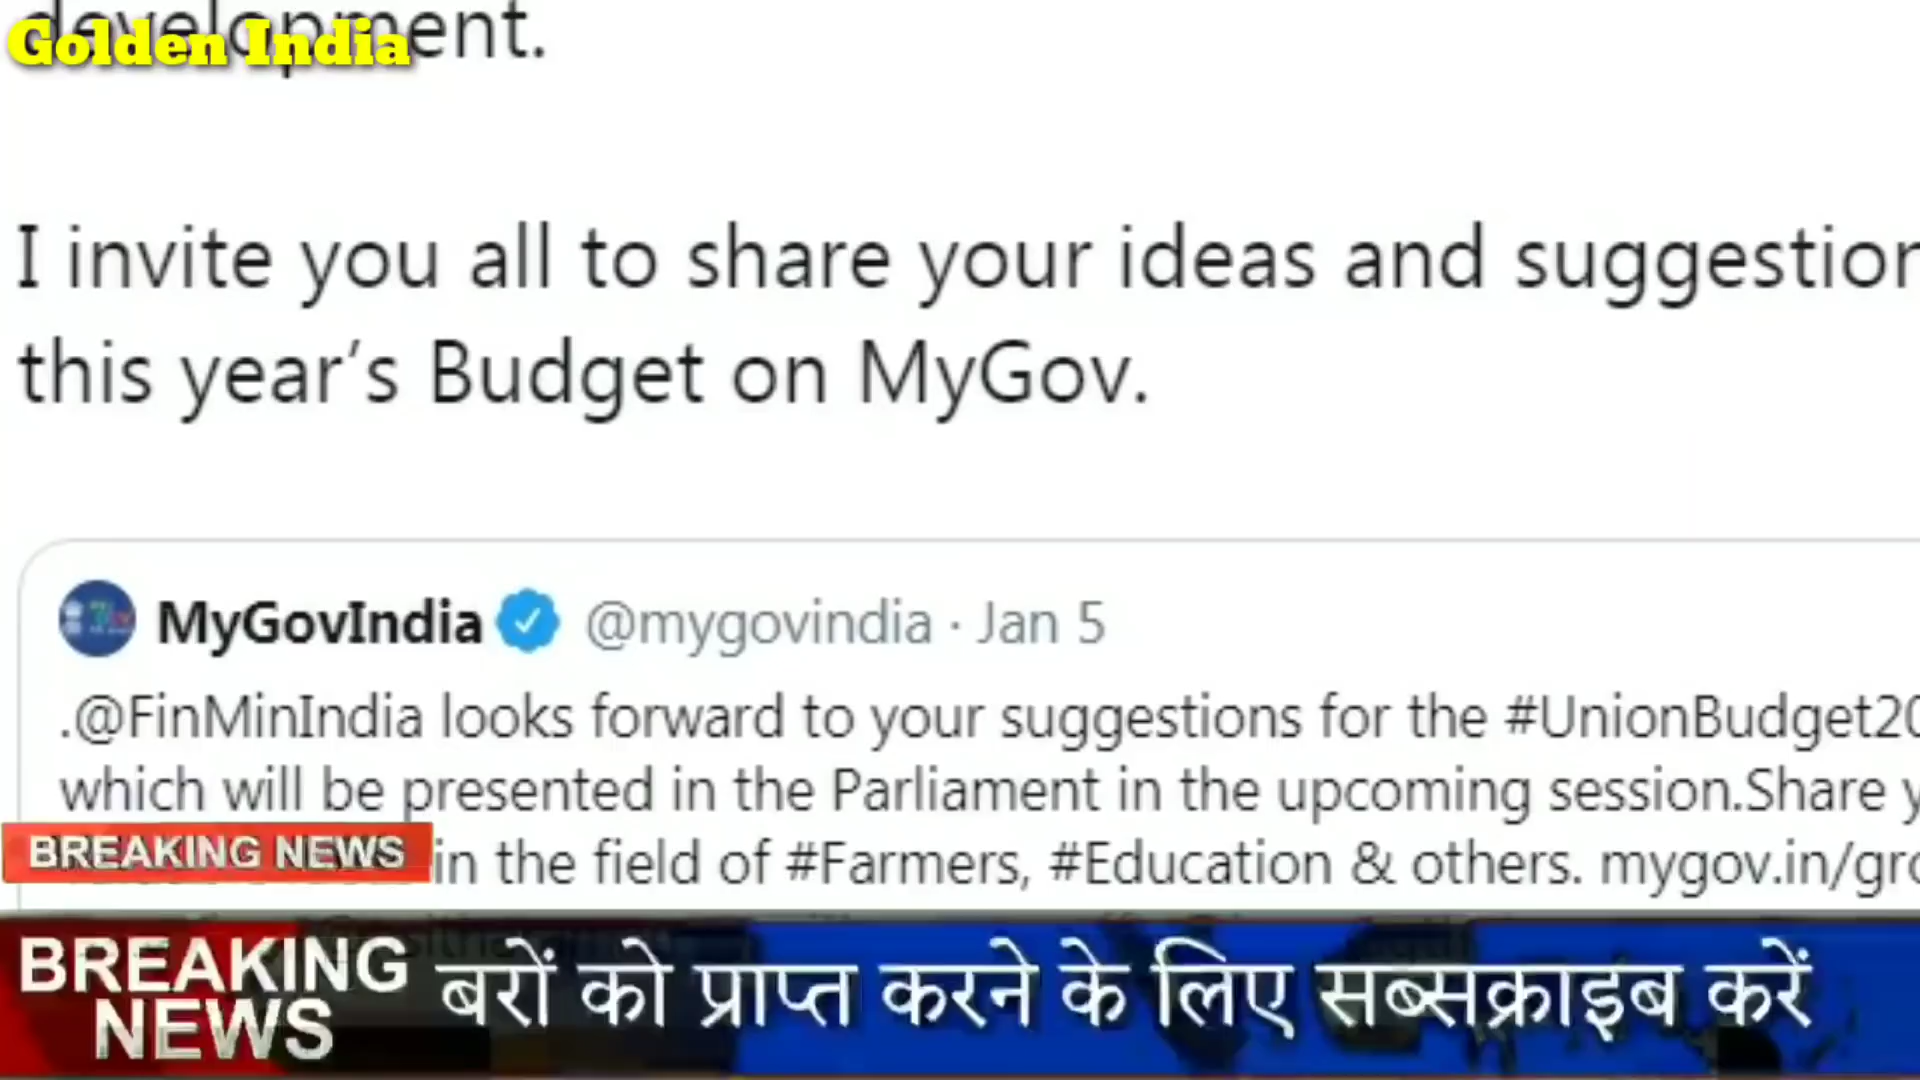 development.
Golden India
I invite you all to share your ideas and suggestion
this year’s Budget on MyGov.
MyGovIndia @mygovindia · Jan 5
.@FinMinIndia looks forward to your suggestions for the #UnionBudget20
which will be presented in the Parliament in the upcoming session.Share y
in the field of #Farmers, #Education & others. mygov.in/gro
BREAKING NEWS
BREAKING
NEWS
बरों को प्राप्त करने के लिए सब्सक्राइब करें